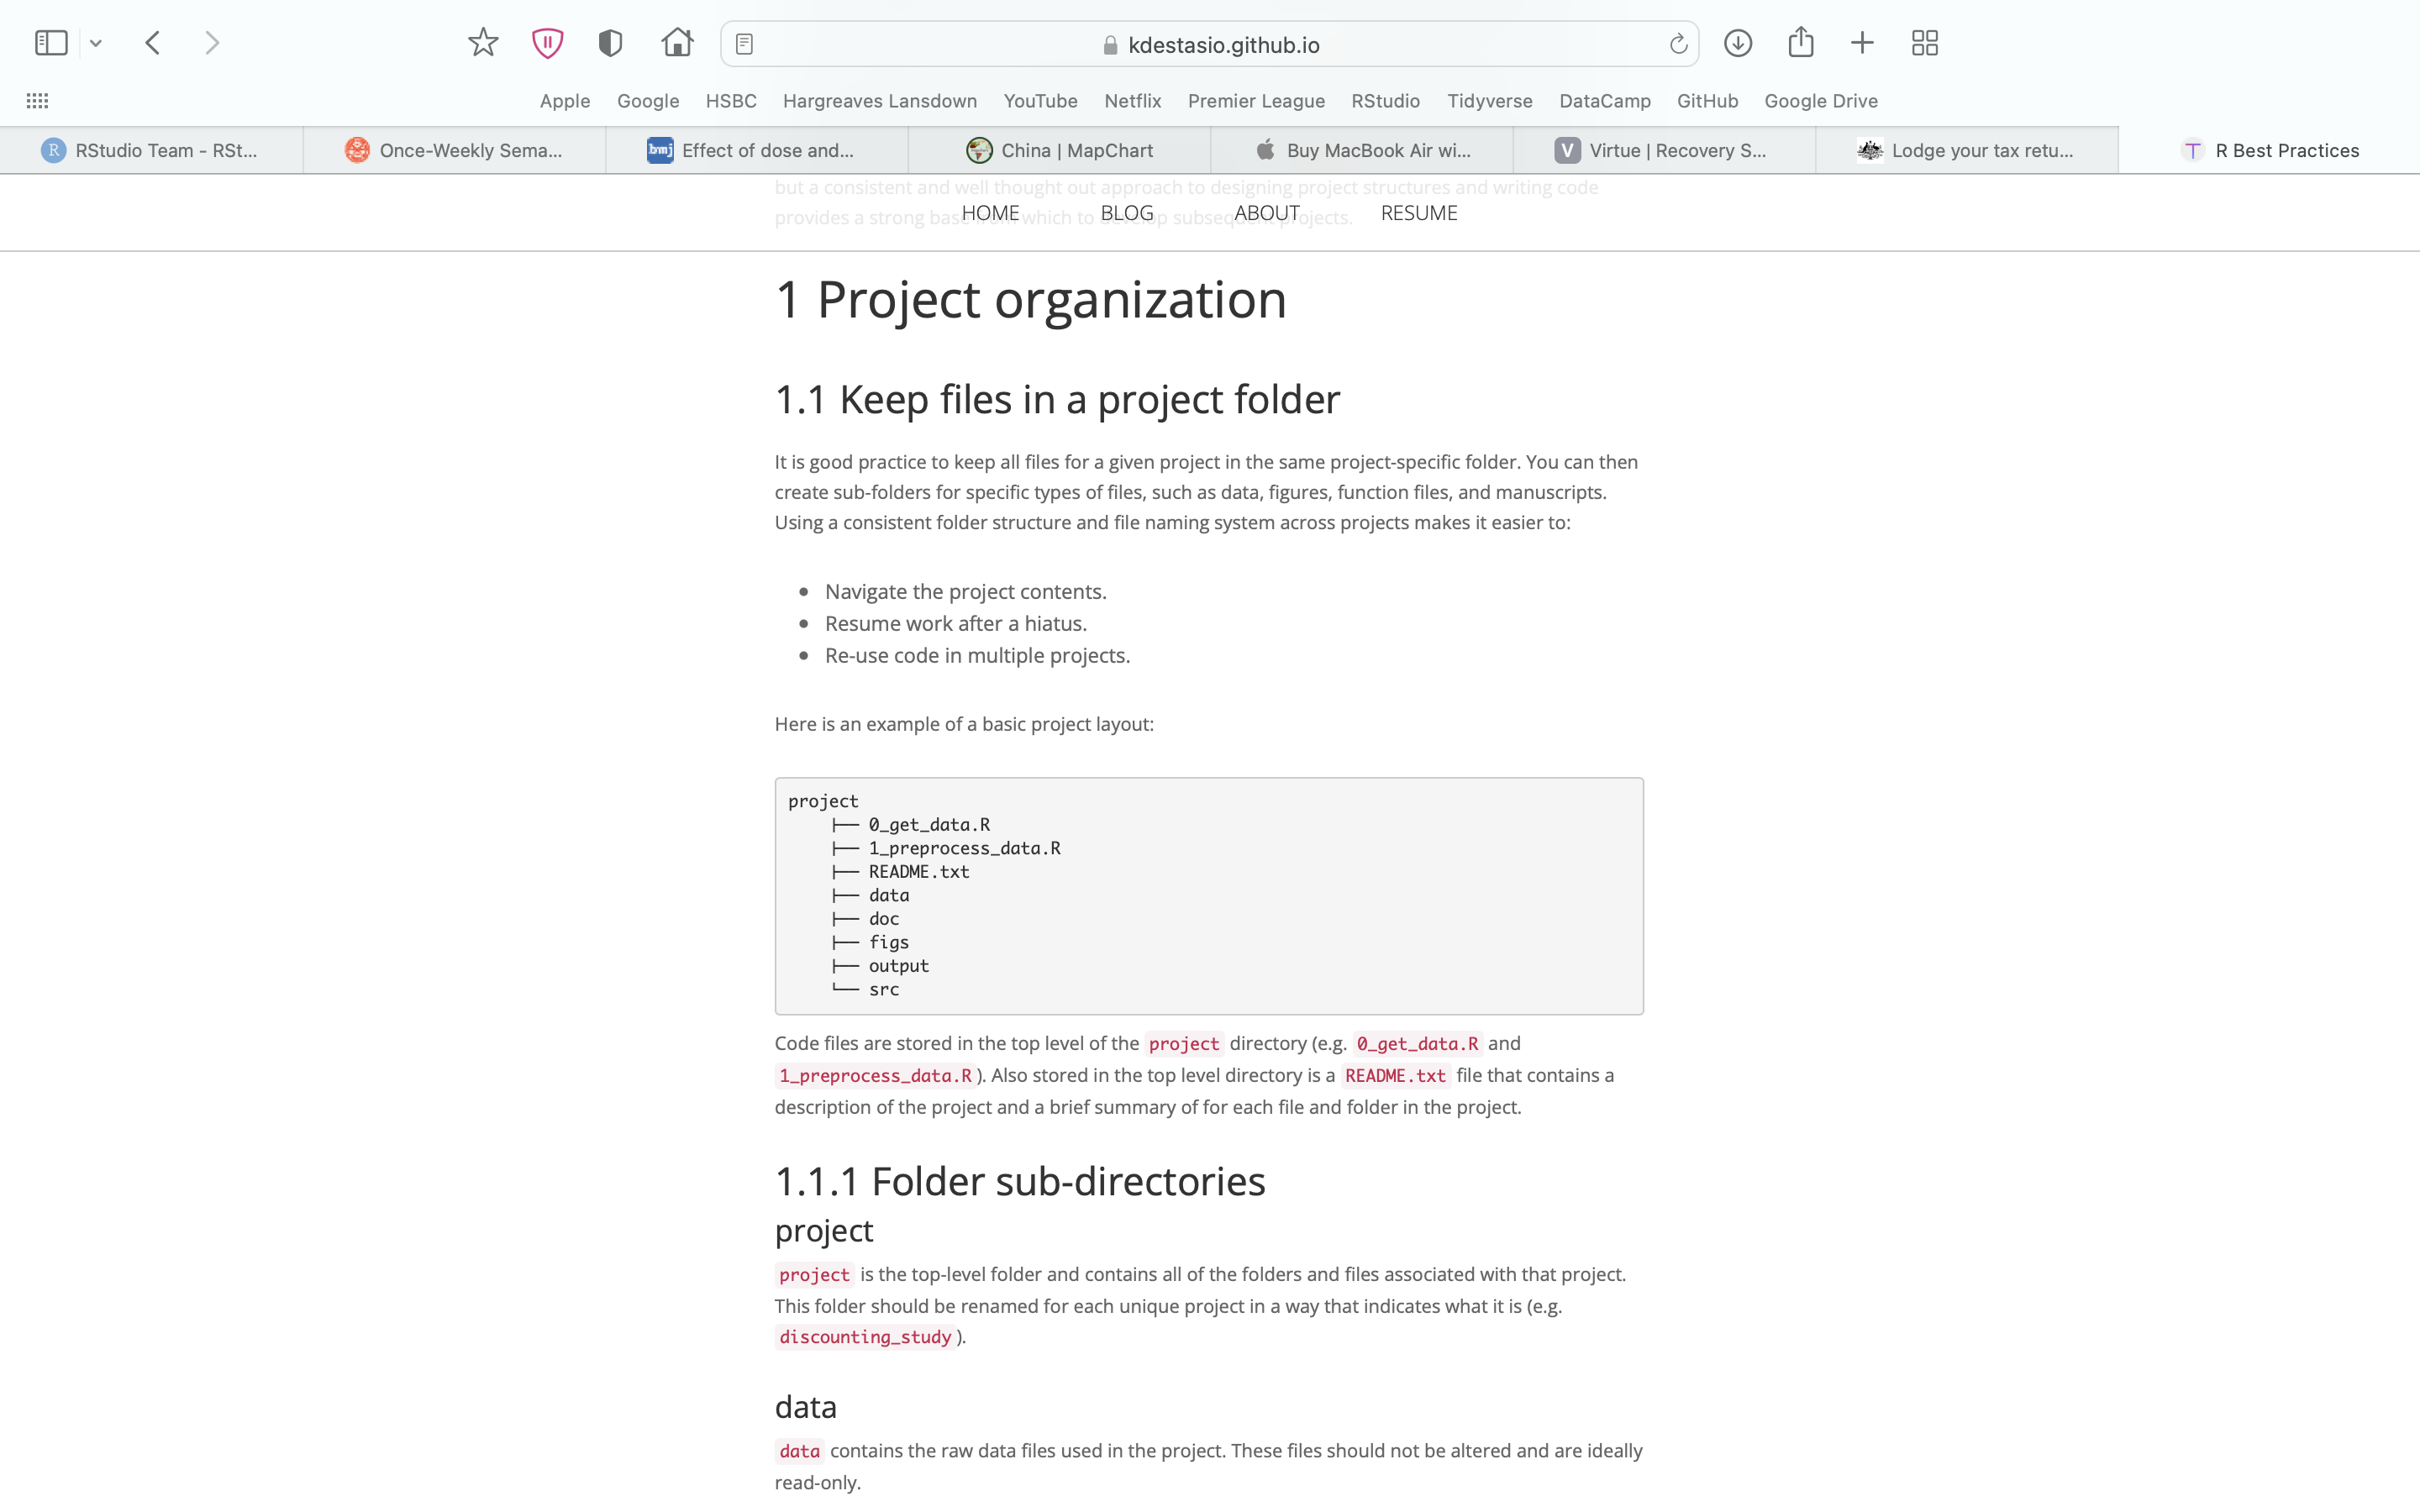 kdestasio.github.io
Apple Google HSBC Hargreaves Lansdown YouTube Netflix Premier League RStudio Tidyverse DataCamp GitHub Google Drive
R RStudio Team - RSt... Once-Weekly Sema... bmj Effect of dose and... China | MapChart Buy MacBook Air wi... V Virtue | Recovery S... Lodge your tax retu... T R Best Practices
but a consistent and well thought out approach to designing project structures and writing code
provides a strong base from which to develop subsequent projects.
HOME BLOG ABOUT RESUME
1 Project organization
1.1 Keep files in a project folder
It is good practice to keep all files for a given project in the same project-specific folder. You can then
create sub-folders for specific types of files, such as data, figures, function files, and manuscripts.
Using a consistent folder structure and file naming system across projects makes it easier to:
• Navigate the project contents.
• Resume work after a hiatus.
• Re-use code in multiple projects.
Here is an example of a basic project layout:
project
├── 0_get_data.R
├── 1_preprocess_data.R
├── README.txt
├── data
├── doc
├── figs
├── output
└── src
Code files are stored in the top level of the project directory (e.g. 0_get_data.R and
1_preprocess_data.R ). Also stored in the top level directory is a README.txt file that contains a
description of the project and a brief summary of for each file and folder in the project.
1.1.1 Folder sub-directories
project
project is the top-level folder and contains all of the folders and files associated with that project.
This folder should be renamed for each unique project in a way that indicates what it is (e.g.
discounting_study ).
data
data contains the raw data files used in the project. These files should not be altered and are ideally
read-only.